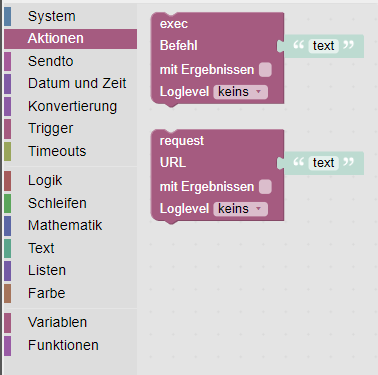 System
Aktionen
Sendto
Datum und Zeit
Konvertierung
Trigger
Timeouts
Logik
Schleifen
Mathematik
Text
Listen
Farbe
Variablen
Funktionen
exec
Befehl “ text ”
mit Ergebnissen
Loglevel keins
request
URL “ text ”
mit Ergebnissen
Loglevel keins